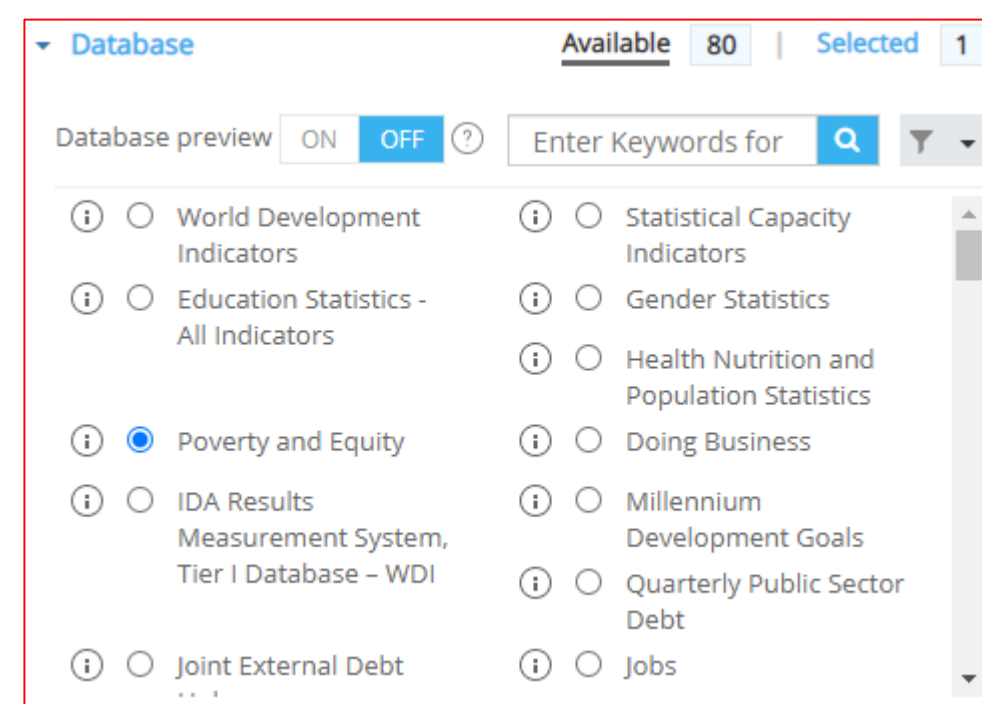 Database
Available 80 | Selected 1
Database preview ON OFF ? Enter Keywords for
World Development
Indicators
Education Statistics -
All Indicators
Poverty and Equity
IDA Results
Measurement System,
Tier I Database – WDI
Joint External Debt
Statistical Capacity
Indicators
Gender Statistics
Health Nutrition and
Population Statistics
Doing Business
Millennium
Development Goals
Quarterly Public Sector
Debt
Jobs